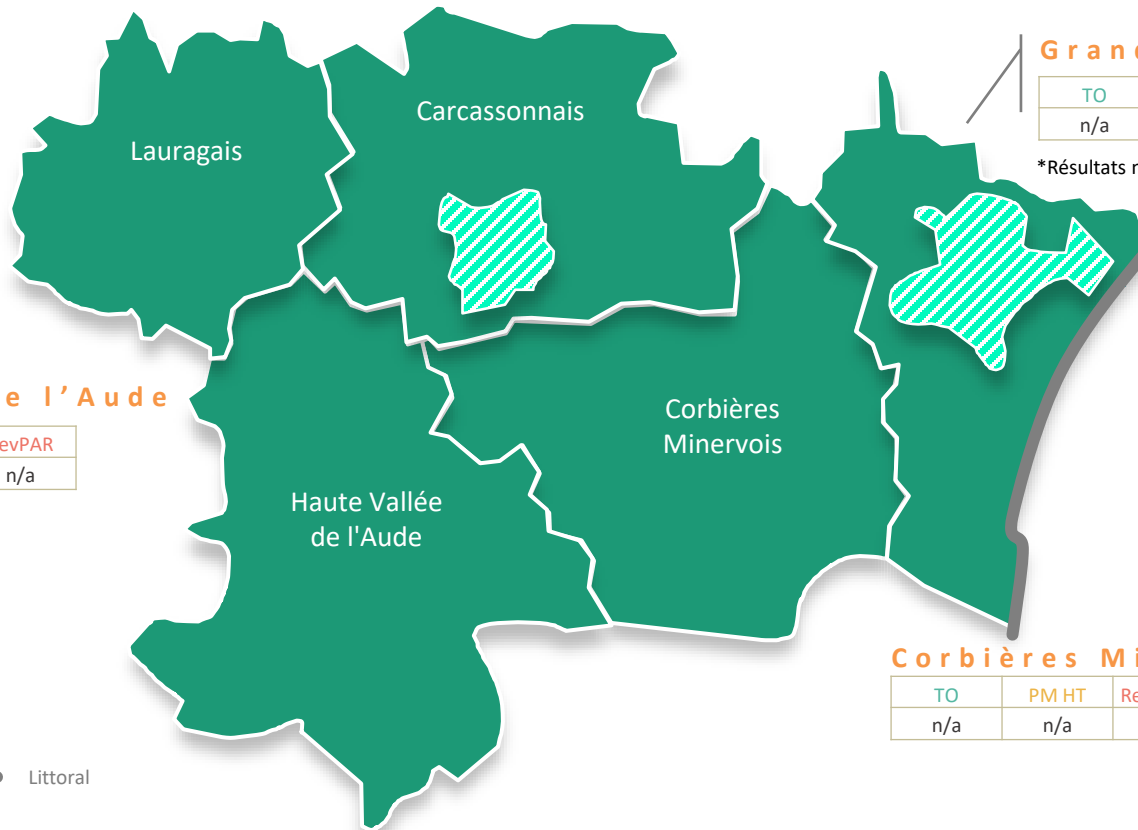 Grand
TO
n/a
*Résultats n
Carcassonnais
Lauragais
e l'Aude
evPAR
n/a
Corbières
Minervois
Haute Vallée
de l'Aude
Corbières Mi
TO PM HT Re
n/a n/a
Littoral